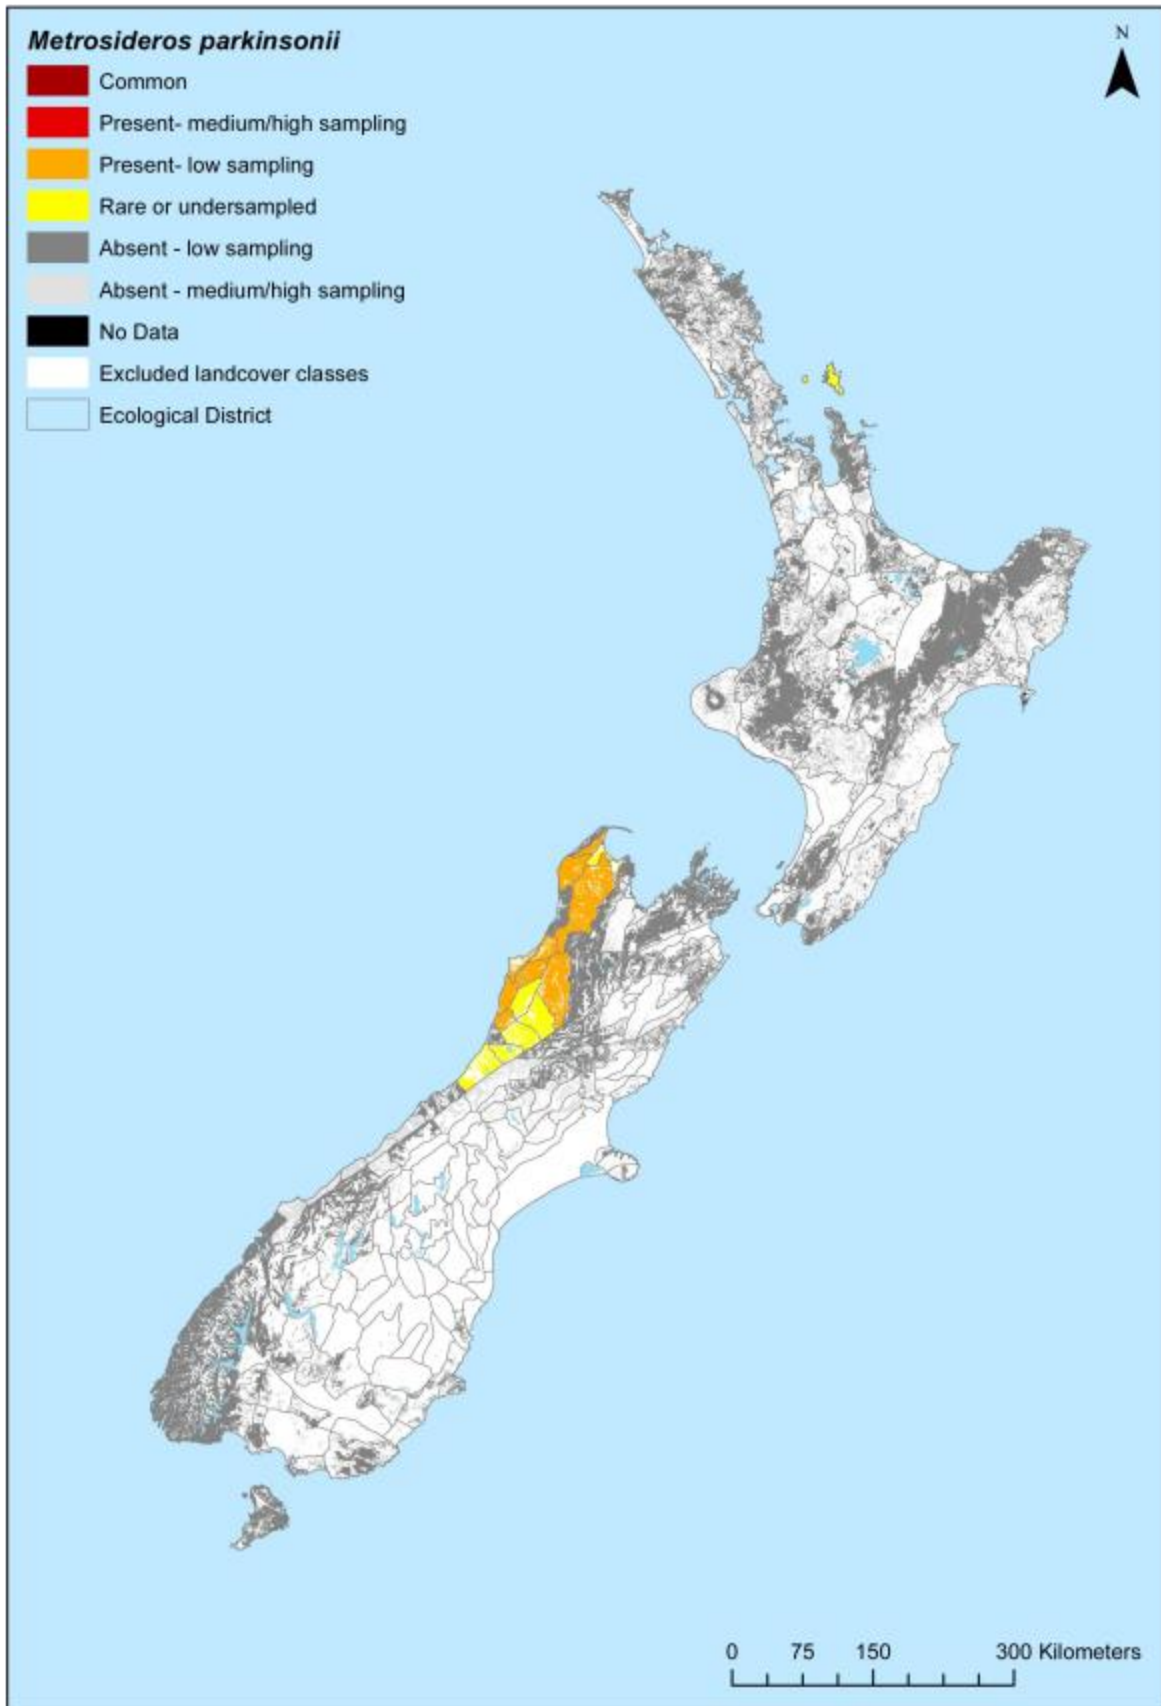 Metrosideros parkinsonii
Common
Present- medium/high sampling
Present- low sampling
Rare or undersampled
Absent - low sampling
Absent - medium/high sampling
No Data
Excluded landcover classes
Ecological District
N
0 75 150 300 Kilometers